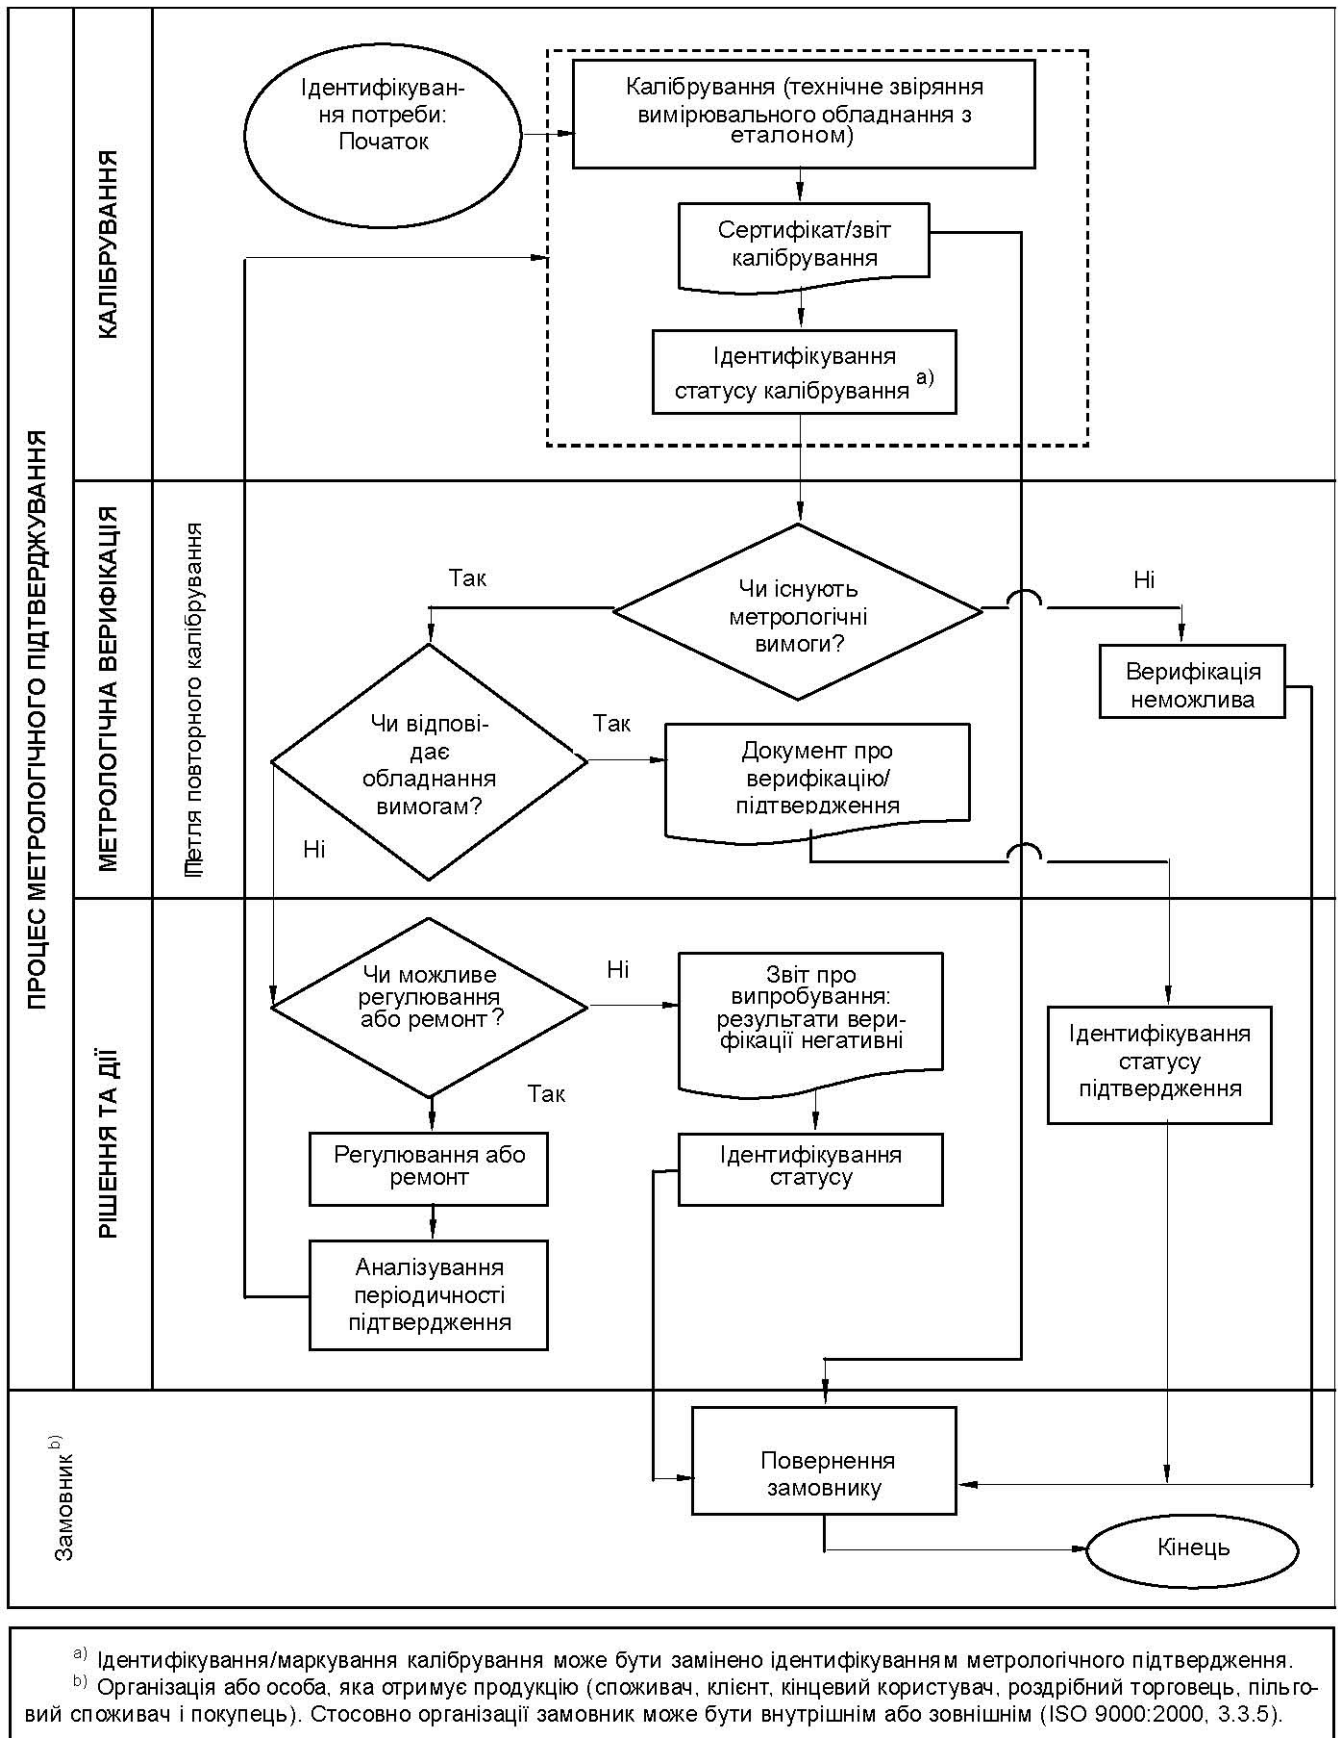 ПРОЦЕС МЕТРОЛОГІЧНОГО ПІДТВЕРДЖУВАННЯ
КАЛІБРУВАННЯ
Ідентифікуван-
ня потреби:
Початок
Калібрування (технічне звіряння
вимірювального обладнання з
еталоном)
Сертифікат/звіт
калібрування
Ідентифікування
статусу калібрування a)
МЕТРОЛОГІЧНА ВЕРИФІКАЦІЯ
Петля повторного калібрування
Так
Чи існують
метрологічні
вимоги?
Ні
Верифікація
неможлива
Чи відпові-
дає
обладнання
вимогам?
Так
Документ про
верифікацію/
підтвердження
Ні
РІШЕННЯ ТА ДІЇ
Чи можливе
регулювання
або ремонт?
Ні
Звіт про
випробування:
результати вери-
фікації негативні
Ідентифікування
статусу
підтвердження
Так
Регулювання або
ремонт
Ідентифікування
статусу
Аналізування
періодичності
підтвердження
Замовник b)
Повернення
замовнику
Кінець
a) Ідентифікування/маркування калібрування може бути замінено ідентифікуванням метрологічного підтвердження.
b) Організація або особа, яка отримує продукцію (споживач, клієнт, кінцевий користувач, роздрібний торговець, пільго-
вий споживач і покупець). Стосовно організації замовник може бути внутрішнім або зовнішнім (ISO 9000:2000, 3.3.5).